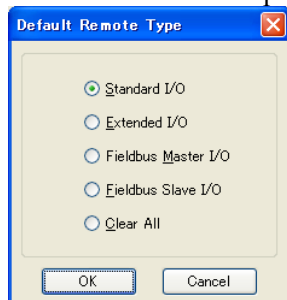 Default Remote Type
Standard I/O
Extended I/O
Fieldbus Master I/O
Fieldbus Slave I/O
Clear All
OK
Cancel